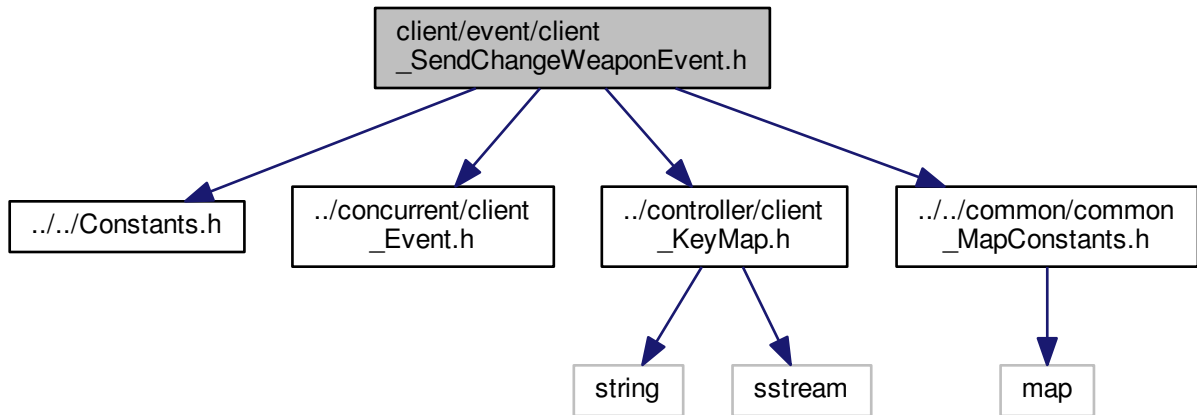 client/event/client
_SendChangeWeaponEvent.h
../../Constants.h
../concurrent/client
_Event.h
../controller/client
_KeyMap.h
../../common/common
_MapConstants.h
string
sstream
map